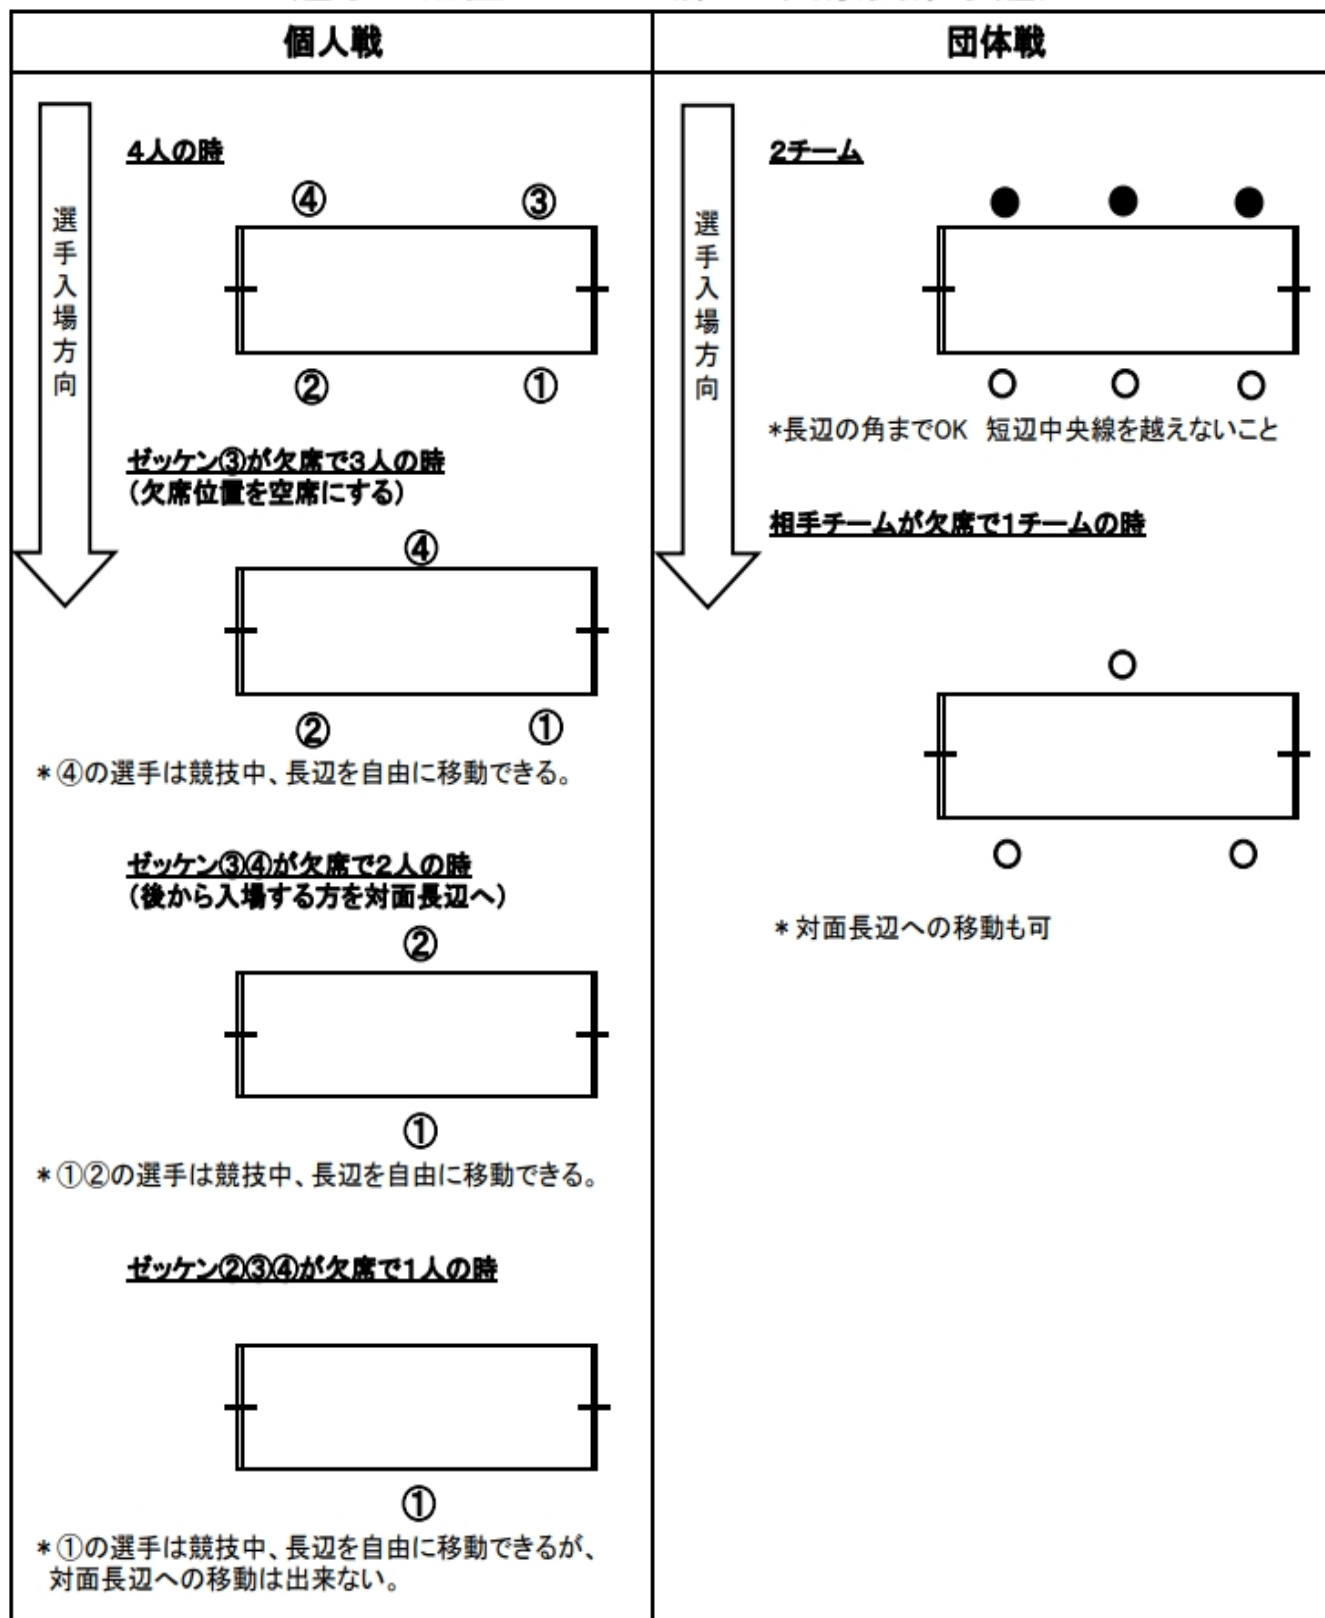 個人戦
選手入場方向
4人の時
④ ③
② ①
ゼッケン③が欠席で3人の時
（欠席位置を空席にする）
④
② ①
*④の選手は競技中、長辺を自由に移動できる。
ゼッケン③④が欠席で2人の時
（後から入場する方を対面長辺へ）
②
①
*①②の選手は競技中、長辺を自由に移動できる。
ゼッケン②③④が欠席で1人の時
①
*①の選手は競技中、長辺を自由に移動できるが、
対面長辺への移動は出来ない。
団体戦
選手入場方向
2チーム
*長辺の角までOK 短辺中央線を越えないこと
相手チームが欠席で1チームの時
*対面長辺への移動も可